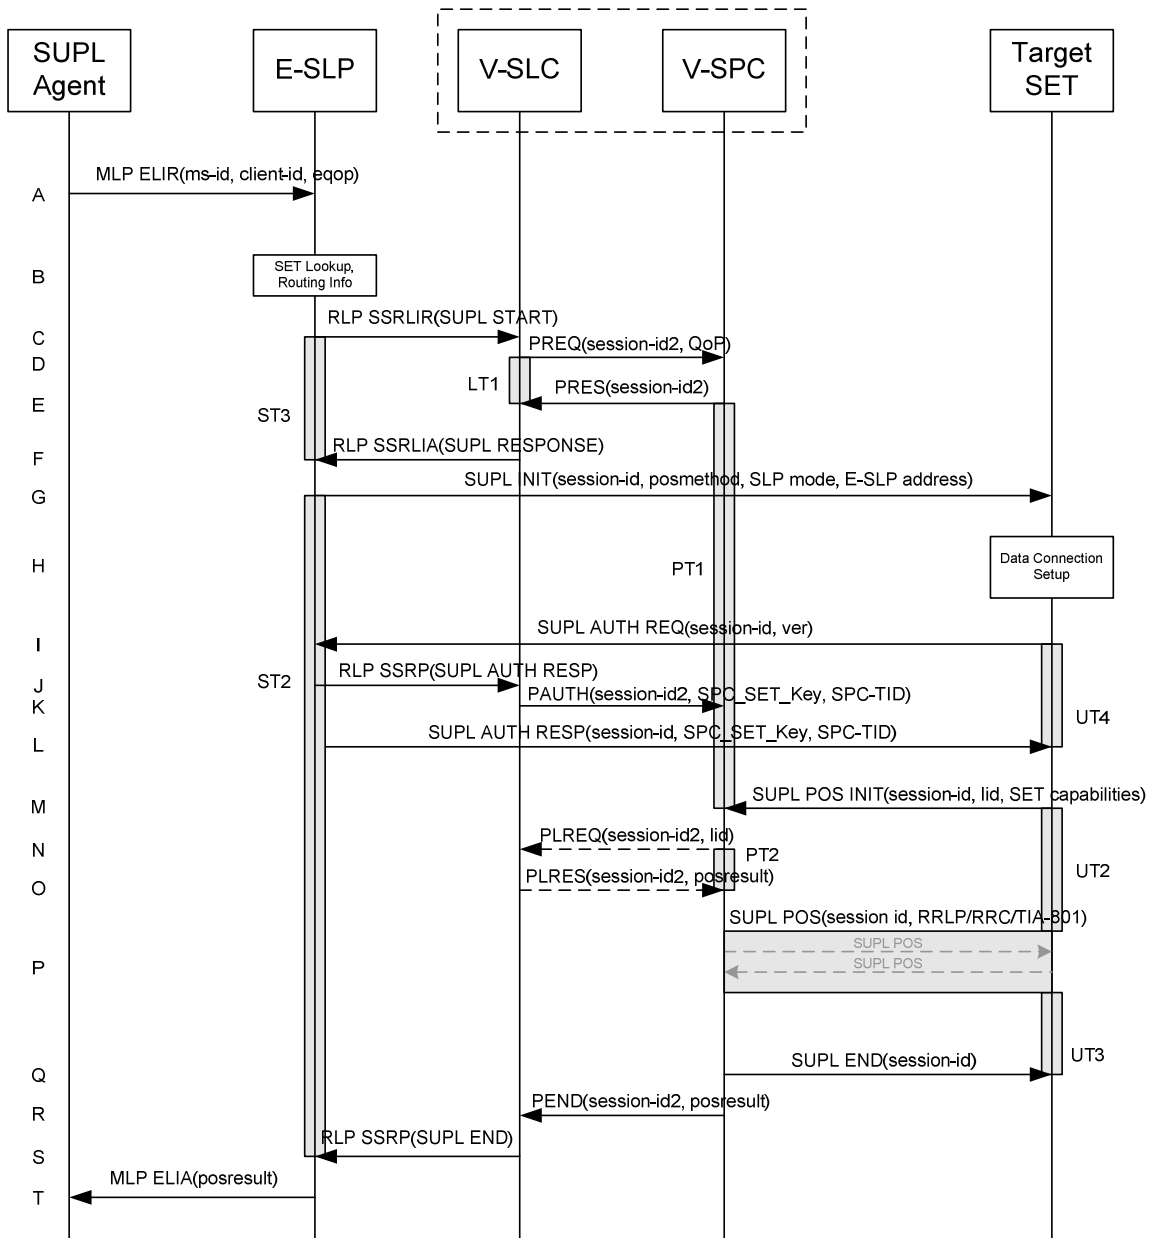 SUPL
Agent
E-SLP
V-SLC
V-SPC
Target
SET
A
MLP ELIR(ms-id, client-id, eqop)
B
SET Lookup,
Routing Info
C
RLP SSRLIR(SUPL START)
D
PREQ(session-id2, QoP)
LT1
E
PRES(session-id2)
ST3
F
RLP SSRLIA(SUPL RESPONSE)
G
SUPL INIT(session-id, posmethod, SLP mode, E-SLP address)
H
PT1
Data Connection
Setup
I
SUPL AUTH REQ(session-id, ver)
ST2
J
RLP SSRP(SUPL AUTH RESP)
K
PAUTH(session-id2, SPC_SET_Key, SPC-TID)
UT4
L
SUPL AUTH RESP(session-id, SPC_SET_Key, SPC-TID)
M
SUPL POS INIT(session-id, lid, SET capabilities)
N
PLREQ(session-id2, lid)
PT2
UT2
O
PLRES(session-id2, posresult)
SUPL POS(session id, RRLP/RRC/TIA-801)
SUPL POS
P
SUPL POS
UT3
Q
SUPL END(session-id)
R
PEND(session-id2, posresult)
S
RLP SSRP(SUPL END)
T
MLP ELIA(posresult)